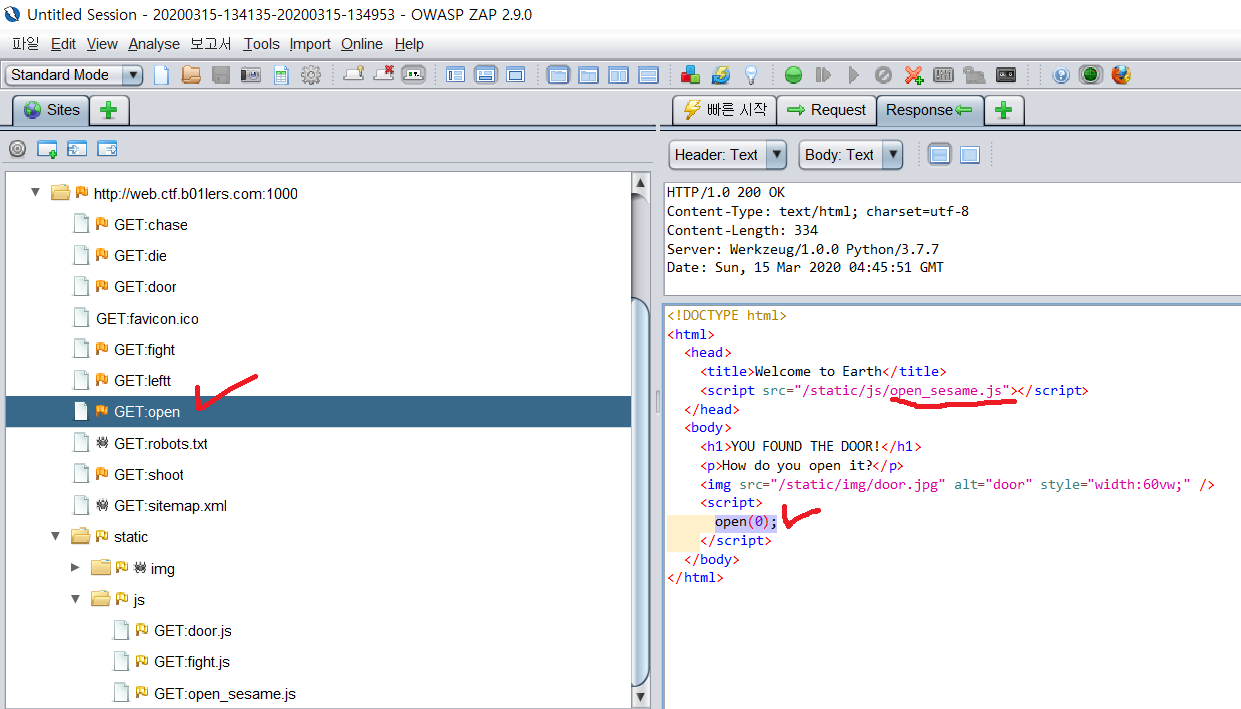 Untitled Session - 20200315-134135-20200315-134953 - OWASP ZAP 2.9.0
파일 Edit View Analyse 보고서 Tools Import Online Help
Standard Mode
Sites
빠른 시작 Request Response
Header: Text Body: Text
http://web.ctf.b01lers.com:1000
GET:chase
GET:die
GET:door
GET:favicon.ico
GET:fight
GET:leftt
GET:open
GET:robots.txt
GET:shoot
GET:sitemap.xml
static
img
js
GET:door.js
GET:fight.js
GET:open_sesame.js
HTTP/1.0 200 OK
Content-Type: text/html; charset=utf-8
Content-Length: 334
Server: Werkzeug/1.0.0 Python/3.7.7
Date: Sun, 15 Mar 2020 04:45:51 GMT
<!DOCTYPE html>
<html>
<head>
<title>Welcome to Earth</title>
<script src="/static/js/open_sesame.js"></script>
</head>
<body>
<h1>YOU FOUND THE DOOR!</h1>
<p>How do you open it?</p>
<img src="/static/img/door.jpg" alt="door" style="width:60vw;" />
<script>
open(0);
</script>
</body>
</html>